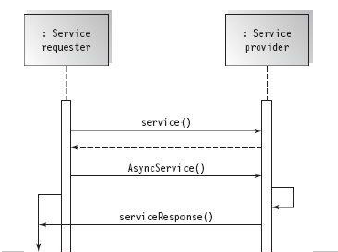 : Service
requester
: Service
provider
service()
AsyncService()
serviceResponse()